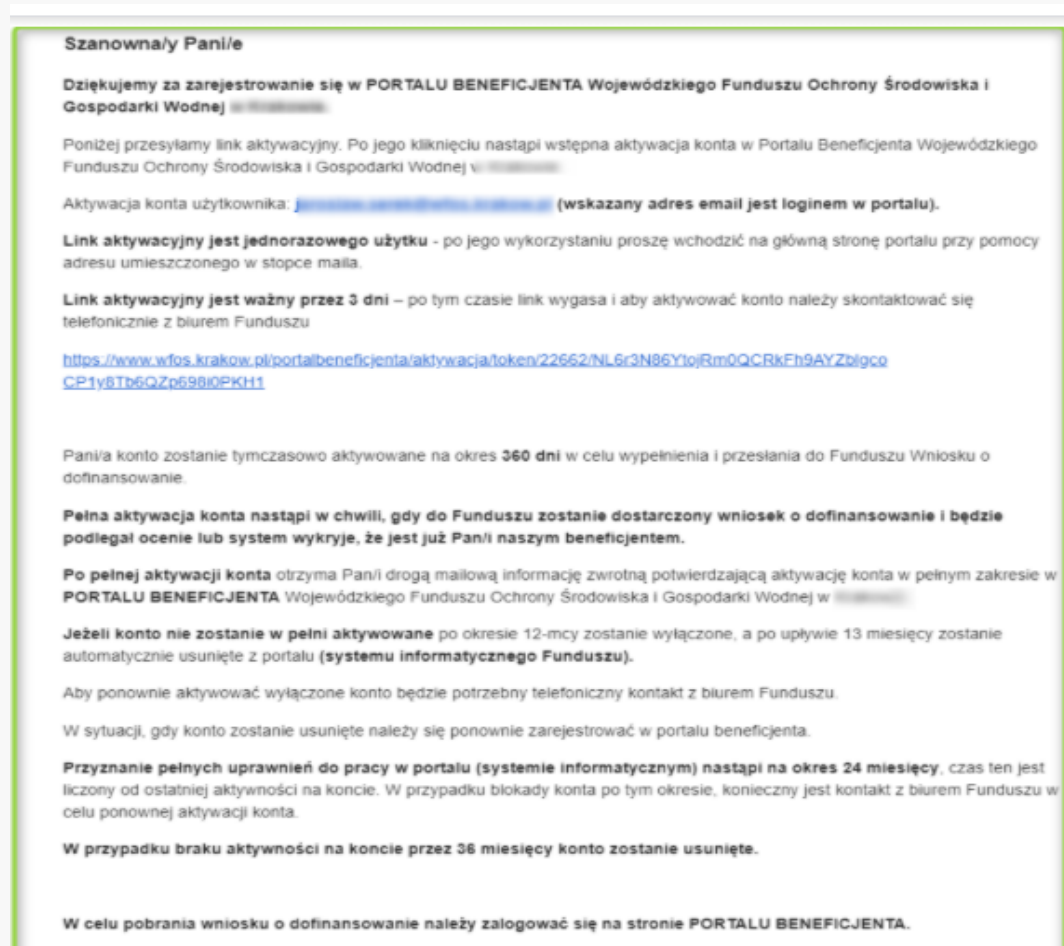 Szanowna/y Pani/e
Dziękujemy za zarejestrowanie się w PORTALU BENEFICJENTA Wojewódzkiego Funduszu Ochrony Środowiska i
Gospodarki Wodnej
Poniżej przesyłamy link aktywacyjny. Po jego kliknięciu nastąpi wstępna aktywacja konta w Portalu Beneficjenta Wojewódzkiego
Funduszu Ochrony Środowiska i Gospodarki Wodnej
Aktywacja konta użytkownika: (wskazany adres email jest loginem w portalu).
Link aktywacyjny jest jednorazowego użytku - po jego wykorzystaniu proszę wchodzić na główną stronę portalu przy pomocy
adresu umieszczonego w stopce maila.
Link aktywacyjny jest ważny przez 3 dni – po tym czasie link wygasa i aby aktywować konto należy skontaktować się
telefonicznie z biurem Funduszu
https://www.wfos.krakow.pl/portalbeneficjenta/aktywacja/token/22662/NL6r3N86YtojRm0QCRkFh9AYZbIgco
CP1y8Tb6QZp698i0PKH1
Pani/a konto zostanie tymczasowo aktywowane na okres 360 dni w celu wypełnienia i przesłania do Funduszu Wniosku o
dofinansowanie.
Pełna aktywacja konta nastąpi w chwili, gdy do Funduszu zostanie dostarczony wniosek o dofinansowanie i będzie
podlegał ocenie lub system wykryje, że jest już Pan/i naszym beneficjentem.
Po pełnej aktywacji konta otrzyma Pan/i drogą mailową informację zwrotną potwierdzającą aktywację konta w pełnym zakresie w
PORTALU BENEFICJENTA Wojewódzkiego Funduszu Ochrony Środowiska i Gospodarki Wodnej w
Jeżeli konto nie zostanie w pełni aktywowane po okresie 12-mcy zostanie wyłączone, a po upływie 13 miesięcy zostanie
automatycznie usunięte z portalu (systemu informatycznego Funduszu).
Aby ponownie aktywować wyłączone konto będzie potrzebny telefoniczny kontakt z biurem Funduszu.
W sytuacji, gdy konto zostanie usunięte należy się ponownie zarejestrować w portalu beneficjenta.
Przyznanie pełnych uprawnień do pracy w portalu (systemie informatycznym) nastąpi na okres 24 miesięcy, czas ten jest
liczony od ostatniej aktywności na koncie. W przypadku blokady konta po tym okresie, konieczny jest kontakt z biurem Funduszu w
celu ponownej aktywacji konta.
W przypadku braku aktywności na koncie przez 36 miesięcy konto zostanie usunięte.
W celu pobrania wniosku o dofinansowanie należy zalogować się na stronie PORTALU BENEFICJENTA.